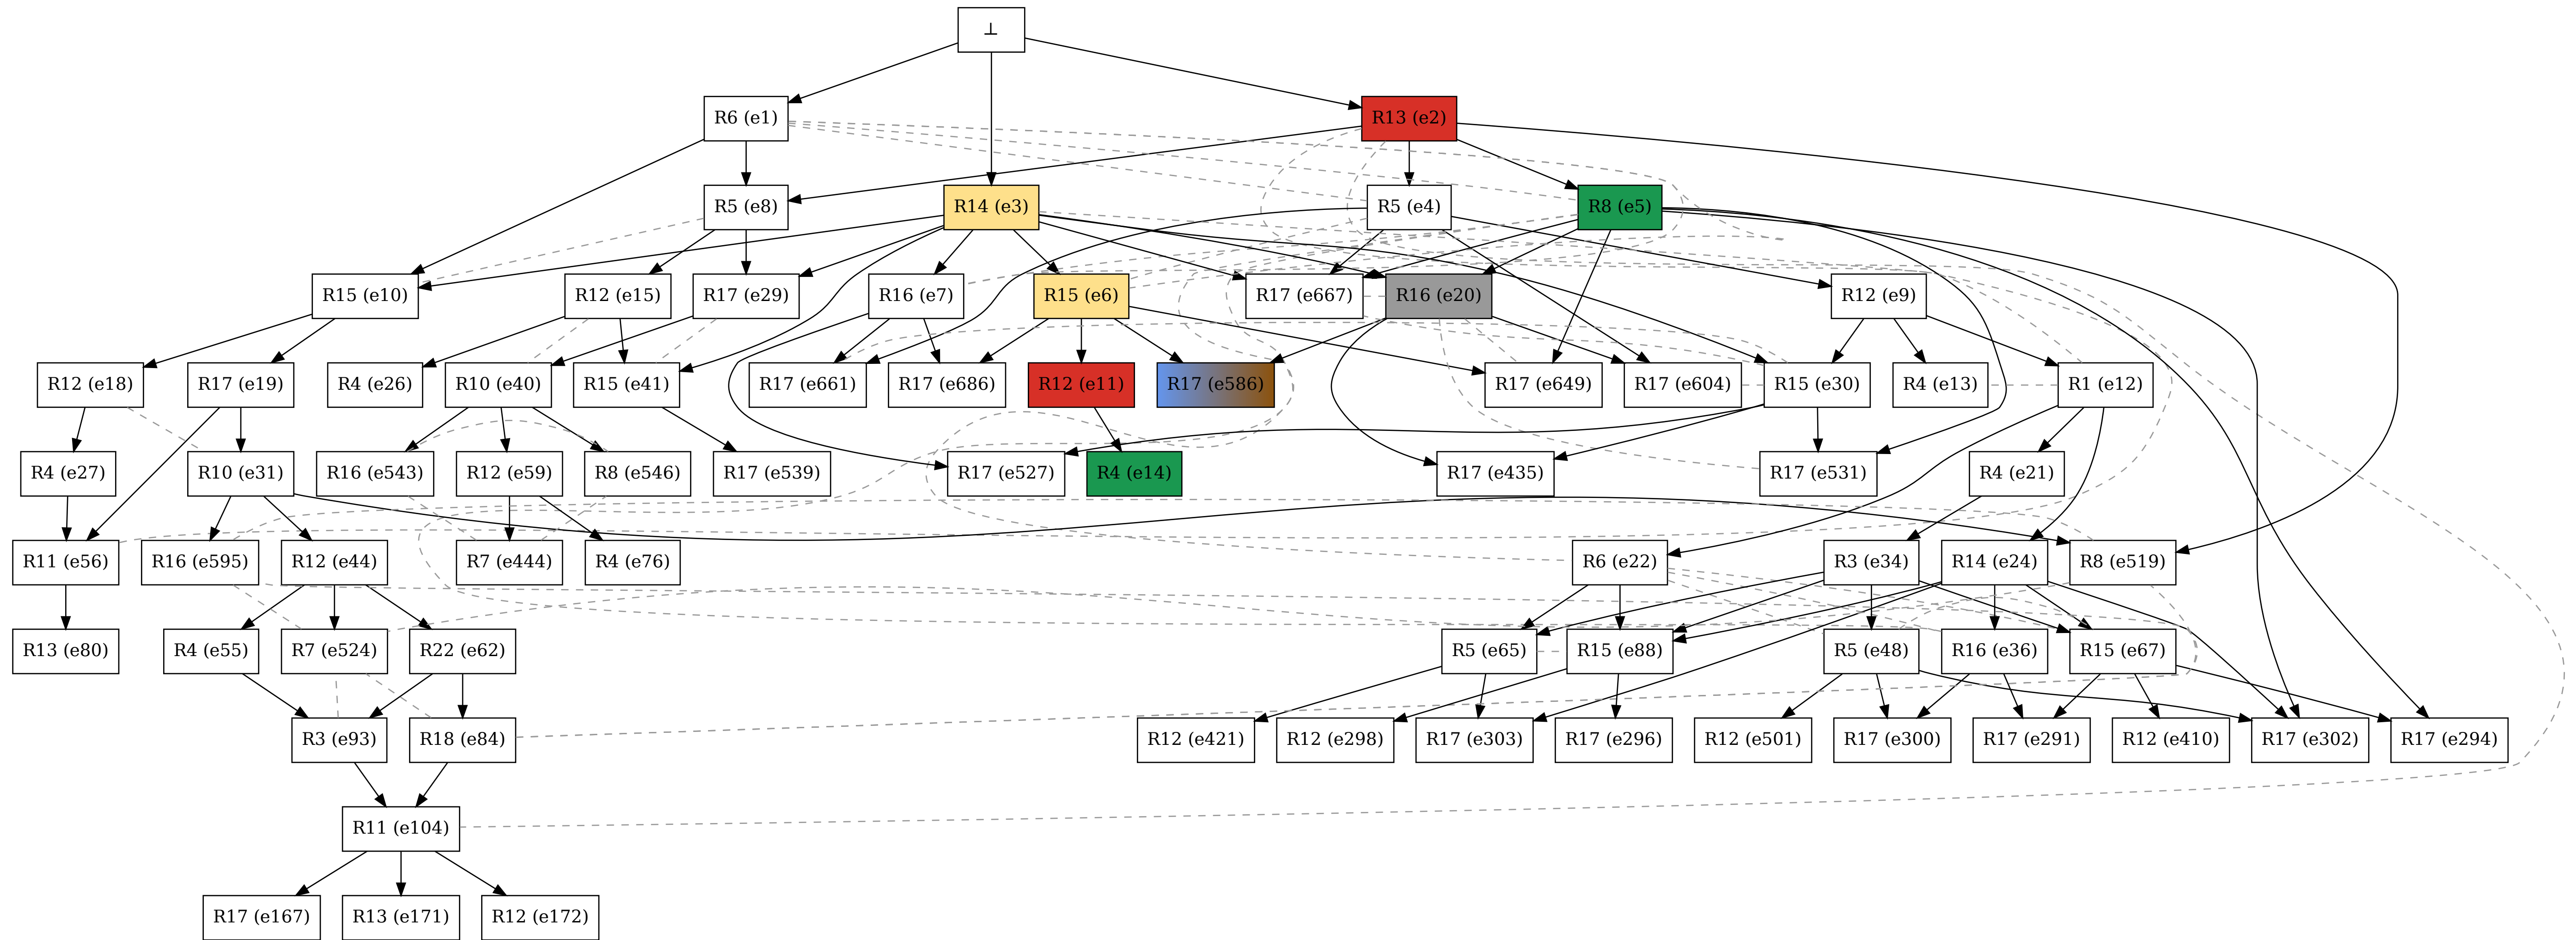 ⊥
R6 (e1)
R13 (e2)
R5 (e8)
R14 (e3)
R5 (e4)
R8 (e5)
R15 (e10)
R12 (e15)
R17 (e29)
R16 (e7)
R15 (e6)
R17 (e667)
R16 (e20)
R12 (e9)
R12 (e18)
R17 (e19)
R4 (e26)
R10 (e40)
R15 (e41)
R17 (e661)
R17 (e686)
R12 (e11)
R17 (e586)
R17 (e649)
R17 (e604)
R15 (e30)
R4 (e13)
R1 (e12)
R4 (e27)
R10 (e31)
R16 (e543)
R12 (e59)
R8 (e546)
R17 (e539)
R17 (e527)
R4 (e14)
R17 (e435)
R17 (e531)
R4 (e21)
R11 (e56)
R16 (e595)
R12 (e44)
R7 (e444)
R4 (e76)
R6 (e22)
R3 (e34)
R14 (e24)
R8 (e519)
R13 (e80)
R4 (e55)
R7 (e524)
R22 (e62)
R5 (e65)
R15 (e88)
R5 (e48)
R16 (e36)
R15 (e67)
R3 (e93)
R18 (e84)
R12 (e421)
R12 (e298)
R17 (e303)
R17 (e296)
R12 (e501)
R17 (e300)
R17 (e291)
R12 (e410)
R17 (e302)
R17 (e294)
R11 (e104)
R17 (e167)
R13 (e171)
R12 (e172)